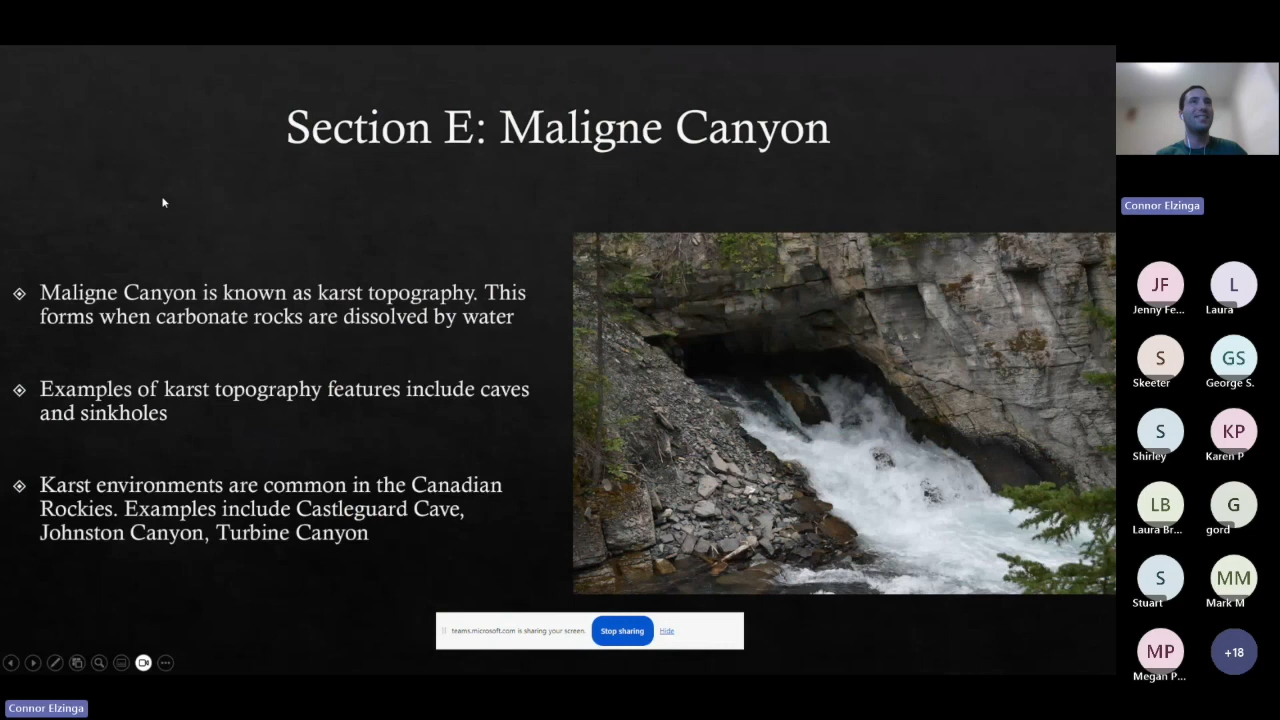 Section E: Maligne Canyon
Maligne Canyon is known as karst topography. This
forms when carbonate rocks are dissolved by water
Examples of karst topography features include caves
and sinkholes
Karst environments are common in the Canadian
Rockies. Examples include Castleguard Cave,
Johnston Canyon, Turbine Canyon
teams.microsoft.com is sharing your screen.
Stop sharing
Hide
Connor Elzinga
Connor Elzinga
JF
Jenny Fe...
L
Laura
S
Skeeter
GS
George S.
S
Shirley
KP
Karen P
LB
Laura Br...
G
gord
S
Stuart
MM
Mark M
MP
Megan P...
+18